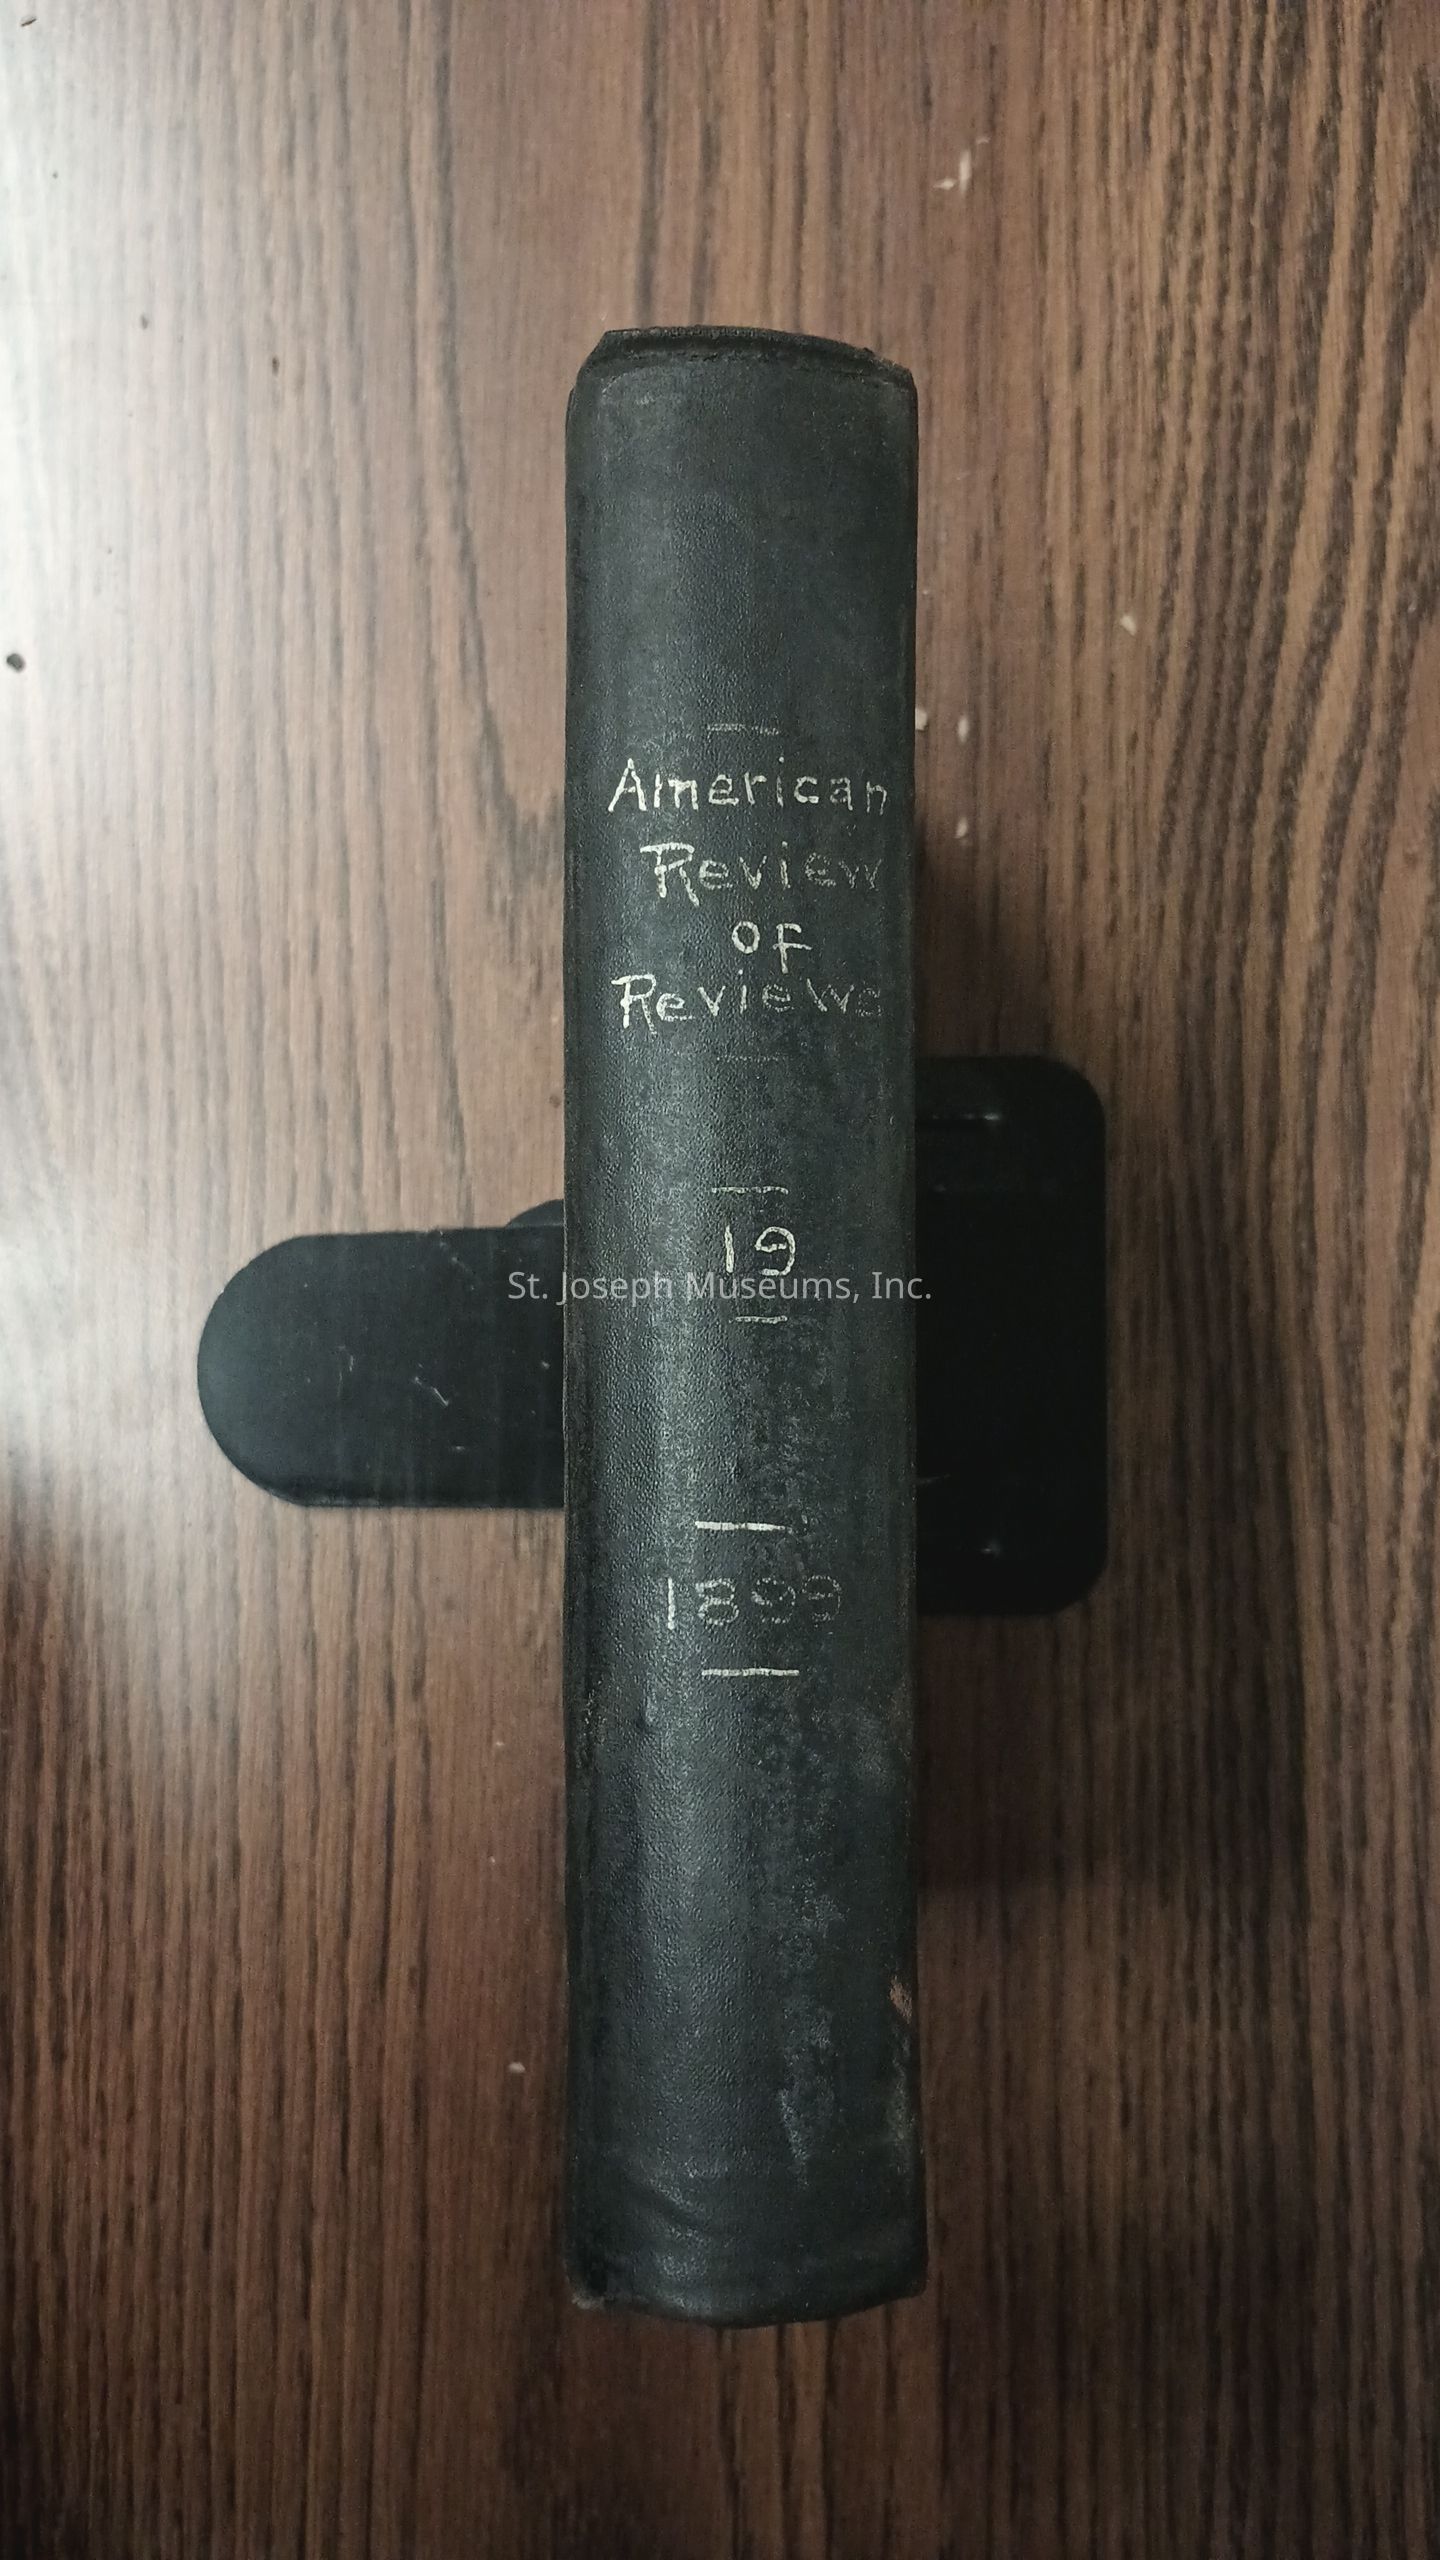 American
Review
of
Reviews
19
St. Joseph Museums, Inc.
1899